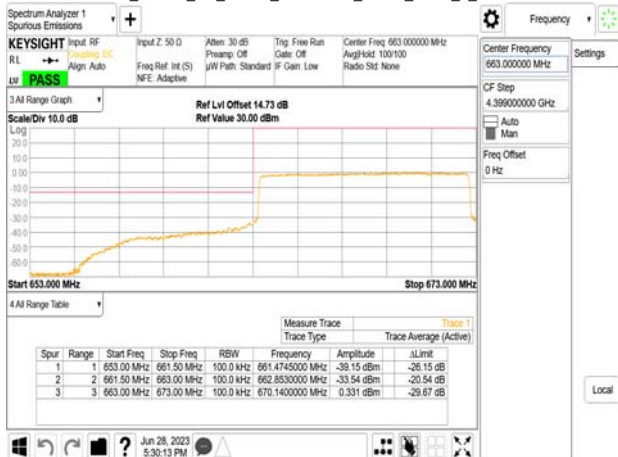 Spectrum Analyzer 1
Spurious Emissions
Frequency
KEYSIGHT Input: RF Input Z: 50 Ω Atten: 30 dB Trig: Free Run Center Freq: 663.000000 MHz
RL Coupling: DC Preamp: Off Gate: Off Avg|Hold: 100/100
Align: Auto Freq Ref: Int (S) µW Path: Standard IF Gain: Low Radio Std: None
LU PASS NFE: Adaptive
Center Frequency
663.000000 MHz
Settings
CF Step
4.399000000 GHz
Auto
Man
Freq Offset
0 Hz
3 All Range Graph
Ref Lvl Offset 14.73 dB
Scale/Div 10.0 dB Ref Value 30.00 dBm
Log
20.0
10.0
0.00
-10.0
-20.0
-30.0
-40.0
-50.0
-60.0
Start 653.000 MHz Stop 673.000 MHz
4 All Range Table
Measure Trace Trace 1
Trace Type Trace Average (Active)
Spur Range Start Freq Stop Freq RBW Frequency Amplitude ΔLimit
1 1 653.00 MHz 661.50 MHz 100.0 kHz 661.4745000 MHz -39.15 dBm -26.15 dB
2 2 661.50 MHz 663.00 MHz 100.0 kHz 662.8530000 MHz -33.54 dBm -20.54 dB
3 3 663.00 MHz 673.00 MHz 100.0 kHz 670.1400000 MHz 0.331 dBm -29.67 dB
Local
? Jun 28, 2023
5:30:13 PM